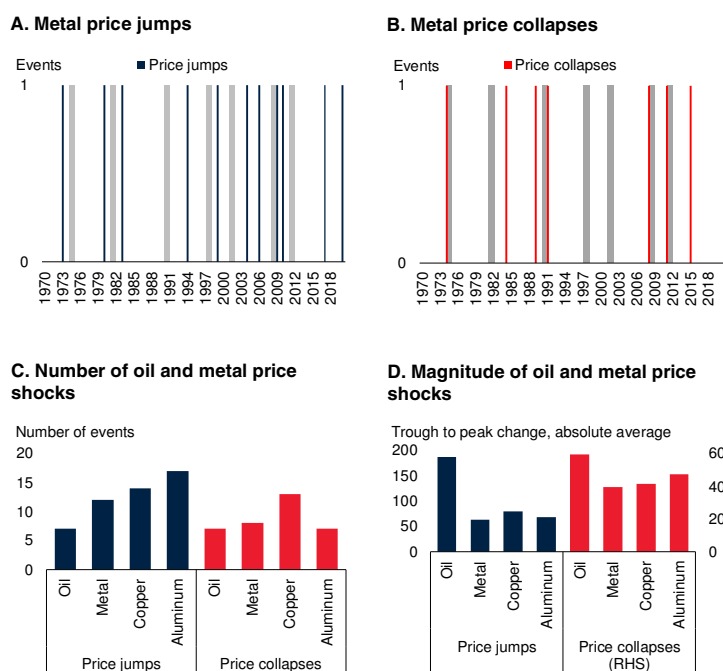 A. Metal price jumps
Events
Price jumps
1
0
1970 1973 1976 1979 1982 1985 1988 1991 1994 1997 2000 2003 2006 2009 2012 2015 2018
B. Metal price collapses
Events
Price collapses
1
0
1970 1973 1976 1979 1982 1985 1988 1991 1994 1997 2000 2003 2006 2009 2012 2015 2018
C. Number of oil and metal price
shocks
Number of events
20
15
10
5
0
Oil Metal Copper Aluminum Oil Metal Copper Aluminum
Price jumps Price collapses
D. Magnitude of oil and metal price
shocks
Trough to peak change, absolute average
200 60
150 40
100
50 20
0 0
Oil Metal Copper Aluminum Oil Metal Copper Aluminum
Price jumps Price collapses
(RHS)